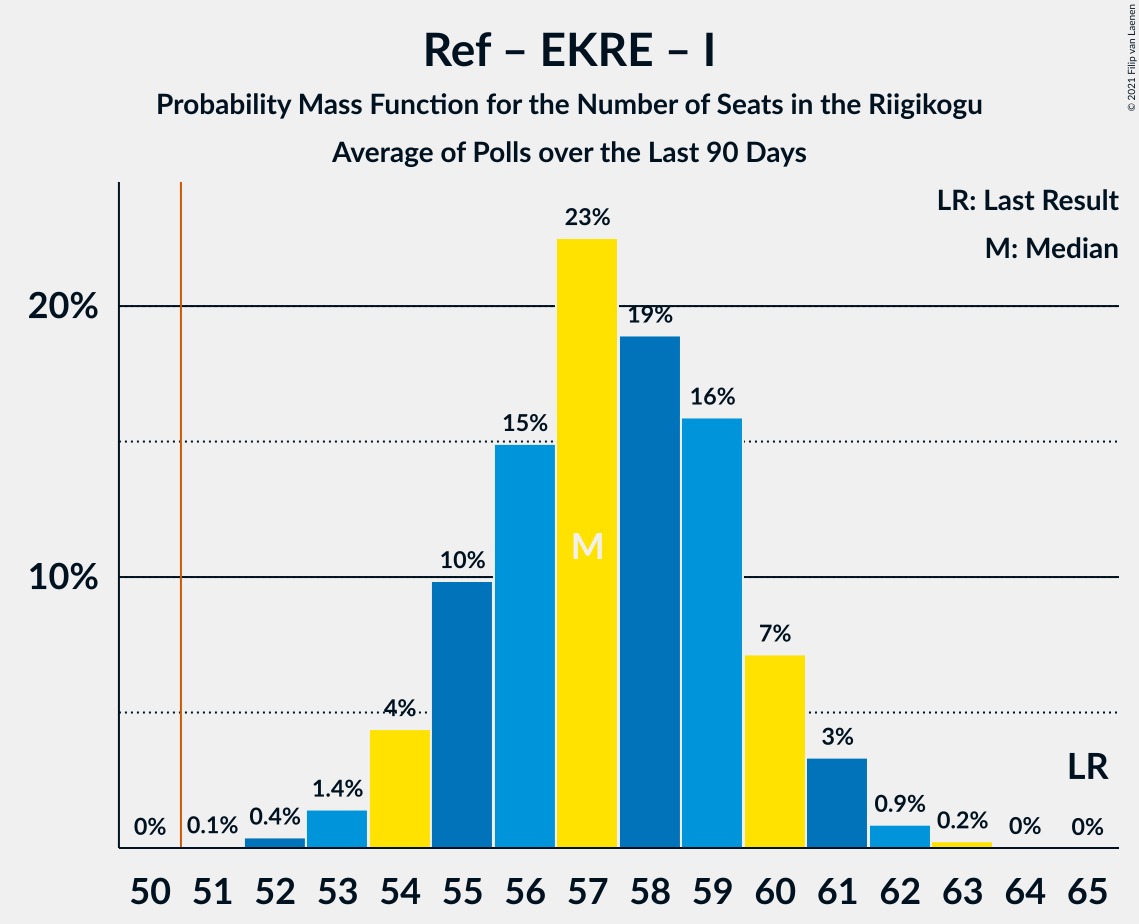 Ref – EKRE – I
Probability Mass Function for the Number of Seats in the Riigikogu
Average of Polls over the Last 90 Days
© 2021 Filip van Laenen
LR: Last Result
M: Median
23%
20%
19%
16%
15%
M
10%
10%
7%
4%
3%
LR
1.4%
0.9%
0.4%
0.2%
0%
0.1%
0%
0%
50 51 52 53 54 55 56 57 58 59 60 61 62 63 64 65